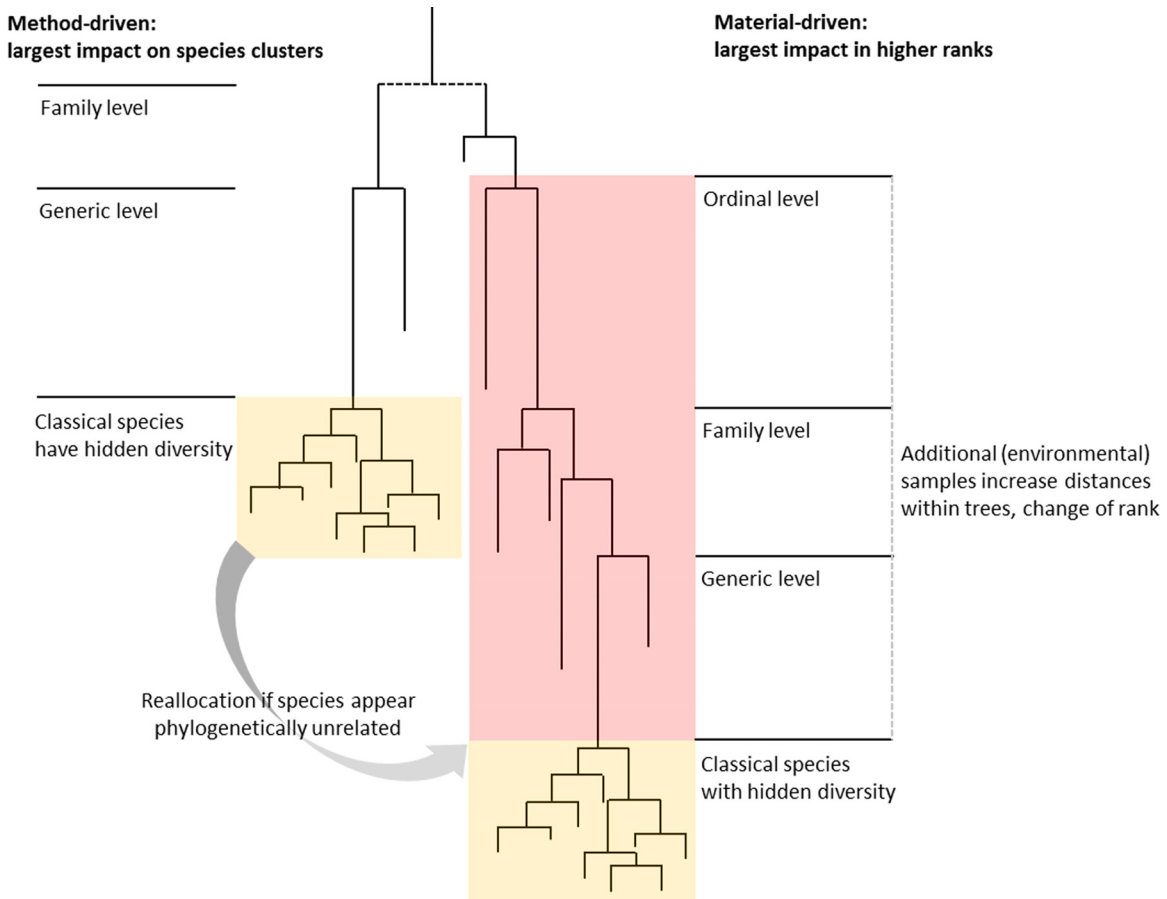 Method-driven:
largest impact on species clusters
Material-driven:
largest impact in higher ranks
Family level
Generic level
Classical species
have hidden diversity
Ordinal level
Family level
Additional (environmental)
samples increase distances
within trees, change of rank
Generic level
Reallocation if species appear
phylogenetically unrelated
Classical species
with hidden diversity